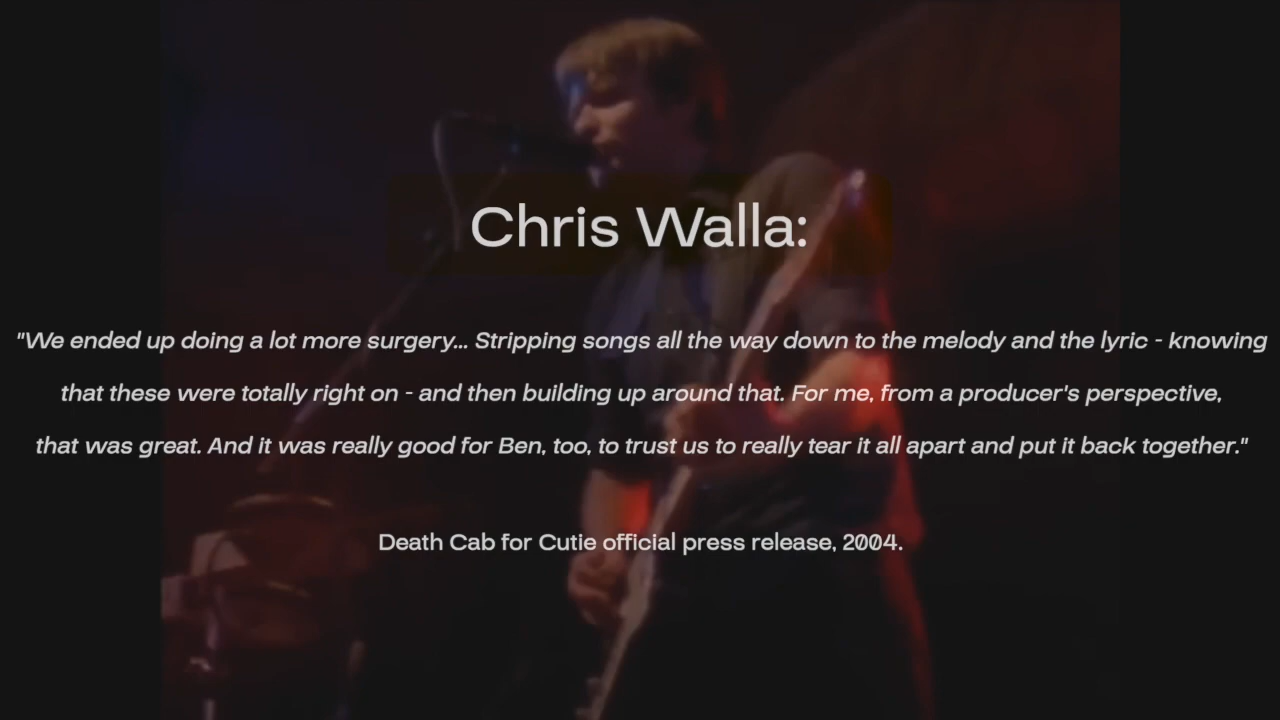 Chris Walla:
"We ended up doing a lot more surgery... Stripping songs all the way down to the melody and the lyric - knowing
that these were totally right on - and then building up around that. For me, from a producer's perspective,
that was great. And it was really good for Ben, too, to trust us to really tear it all apart and put it back together."
Death Cab for Cutie official press release, 2004.